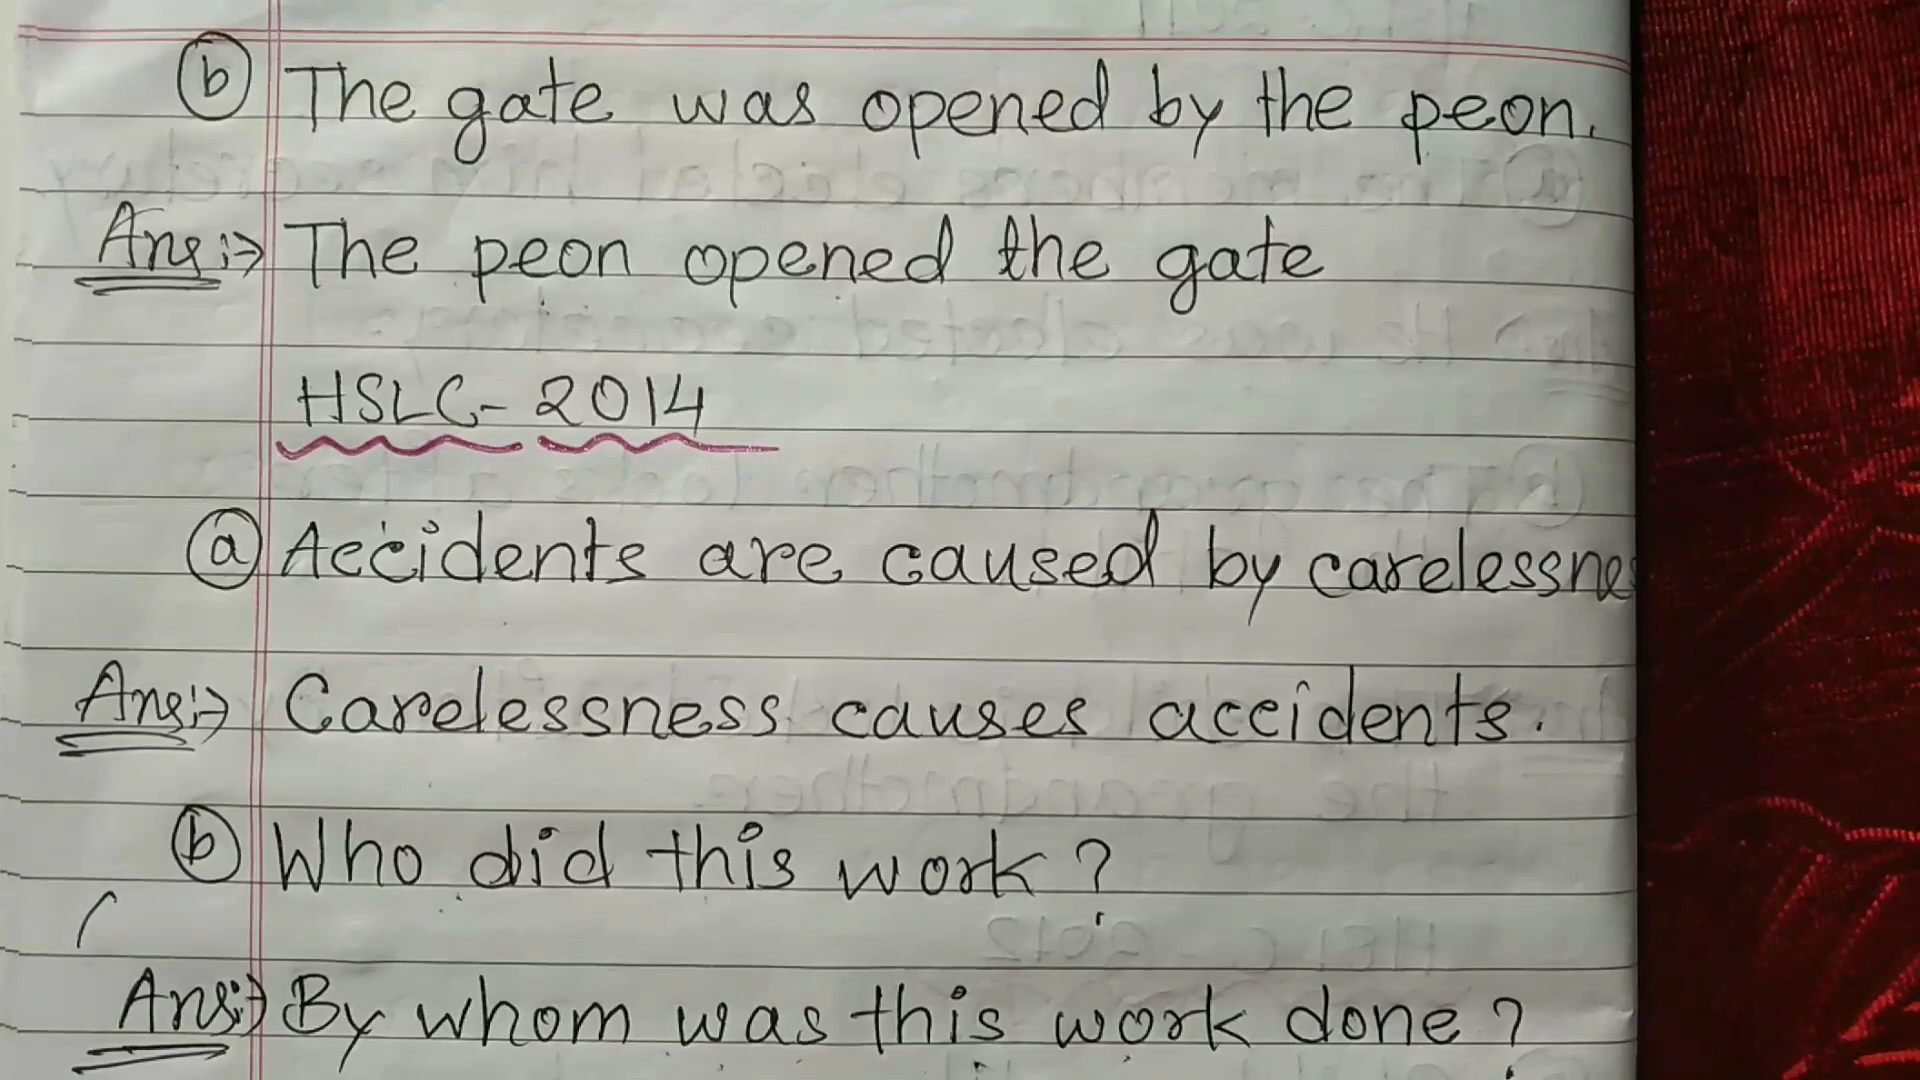 ⓑ The gate was opened by the peon.
Ans:→ The peon opened the gate
HSLC- 2014
ⓐ Accidents are caused by carelessne
Ans:→ Carelessness causes accidents.
ⓑ Who did this work?
Ans:→ By whom was this work done?